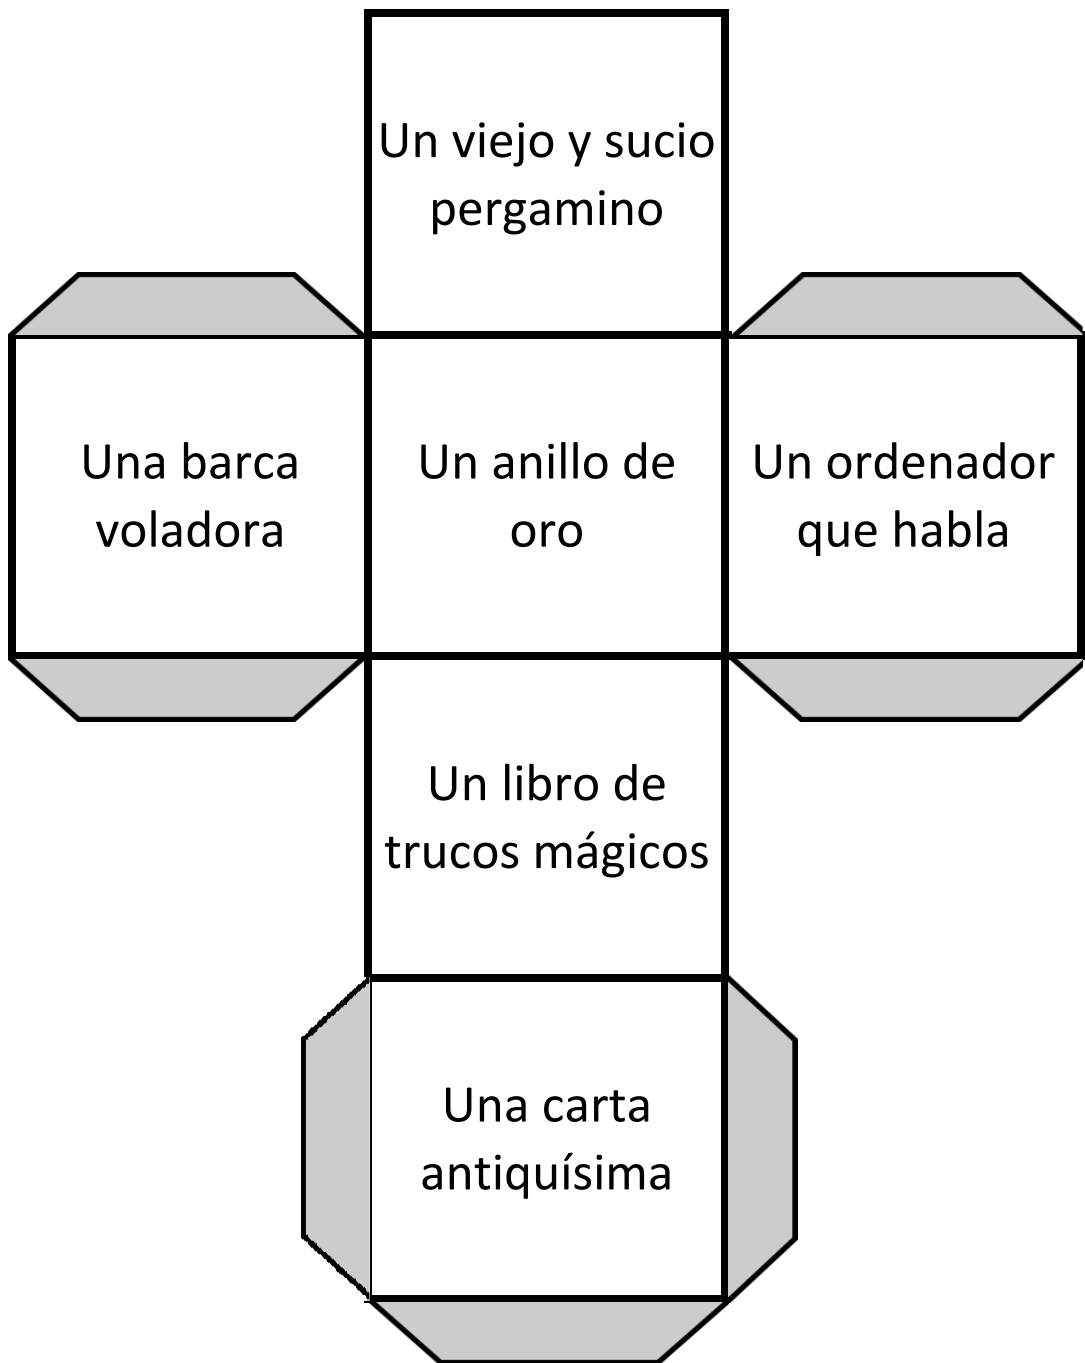 Un viejo y sucio
pergamino
Una barca
voladora
Un anillo de
oro
Un ordenador
que habla
Un libro de
trucos mágicos
Una carta
antiquísima